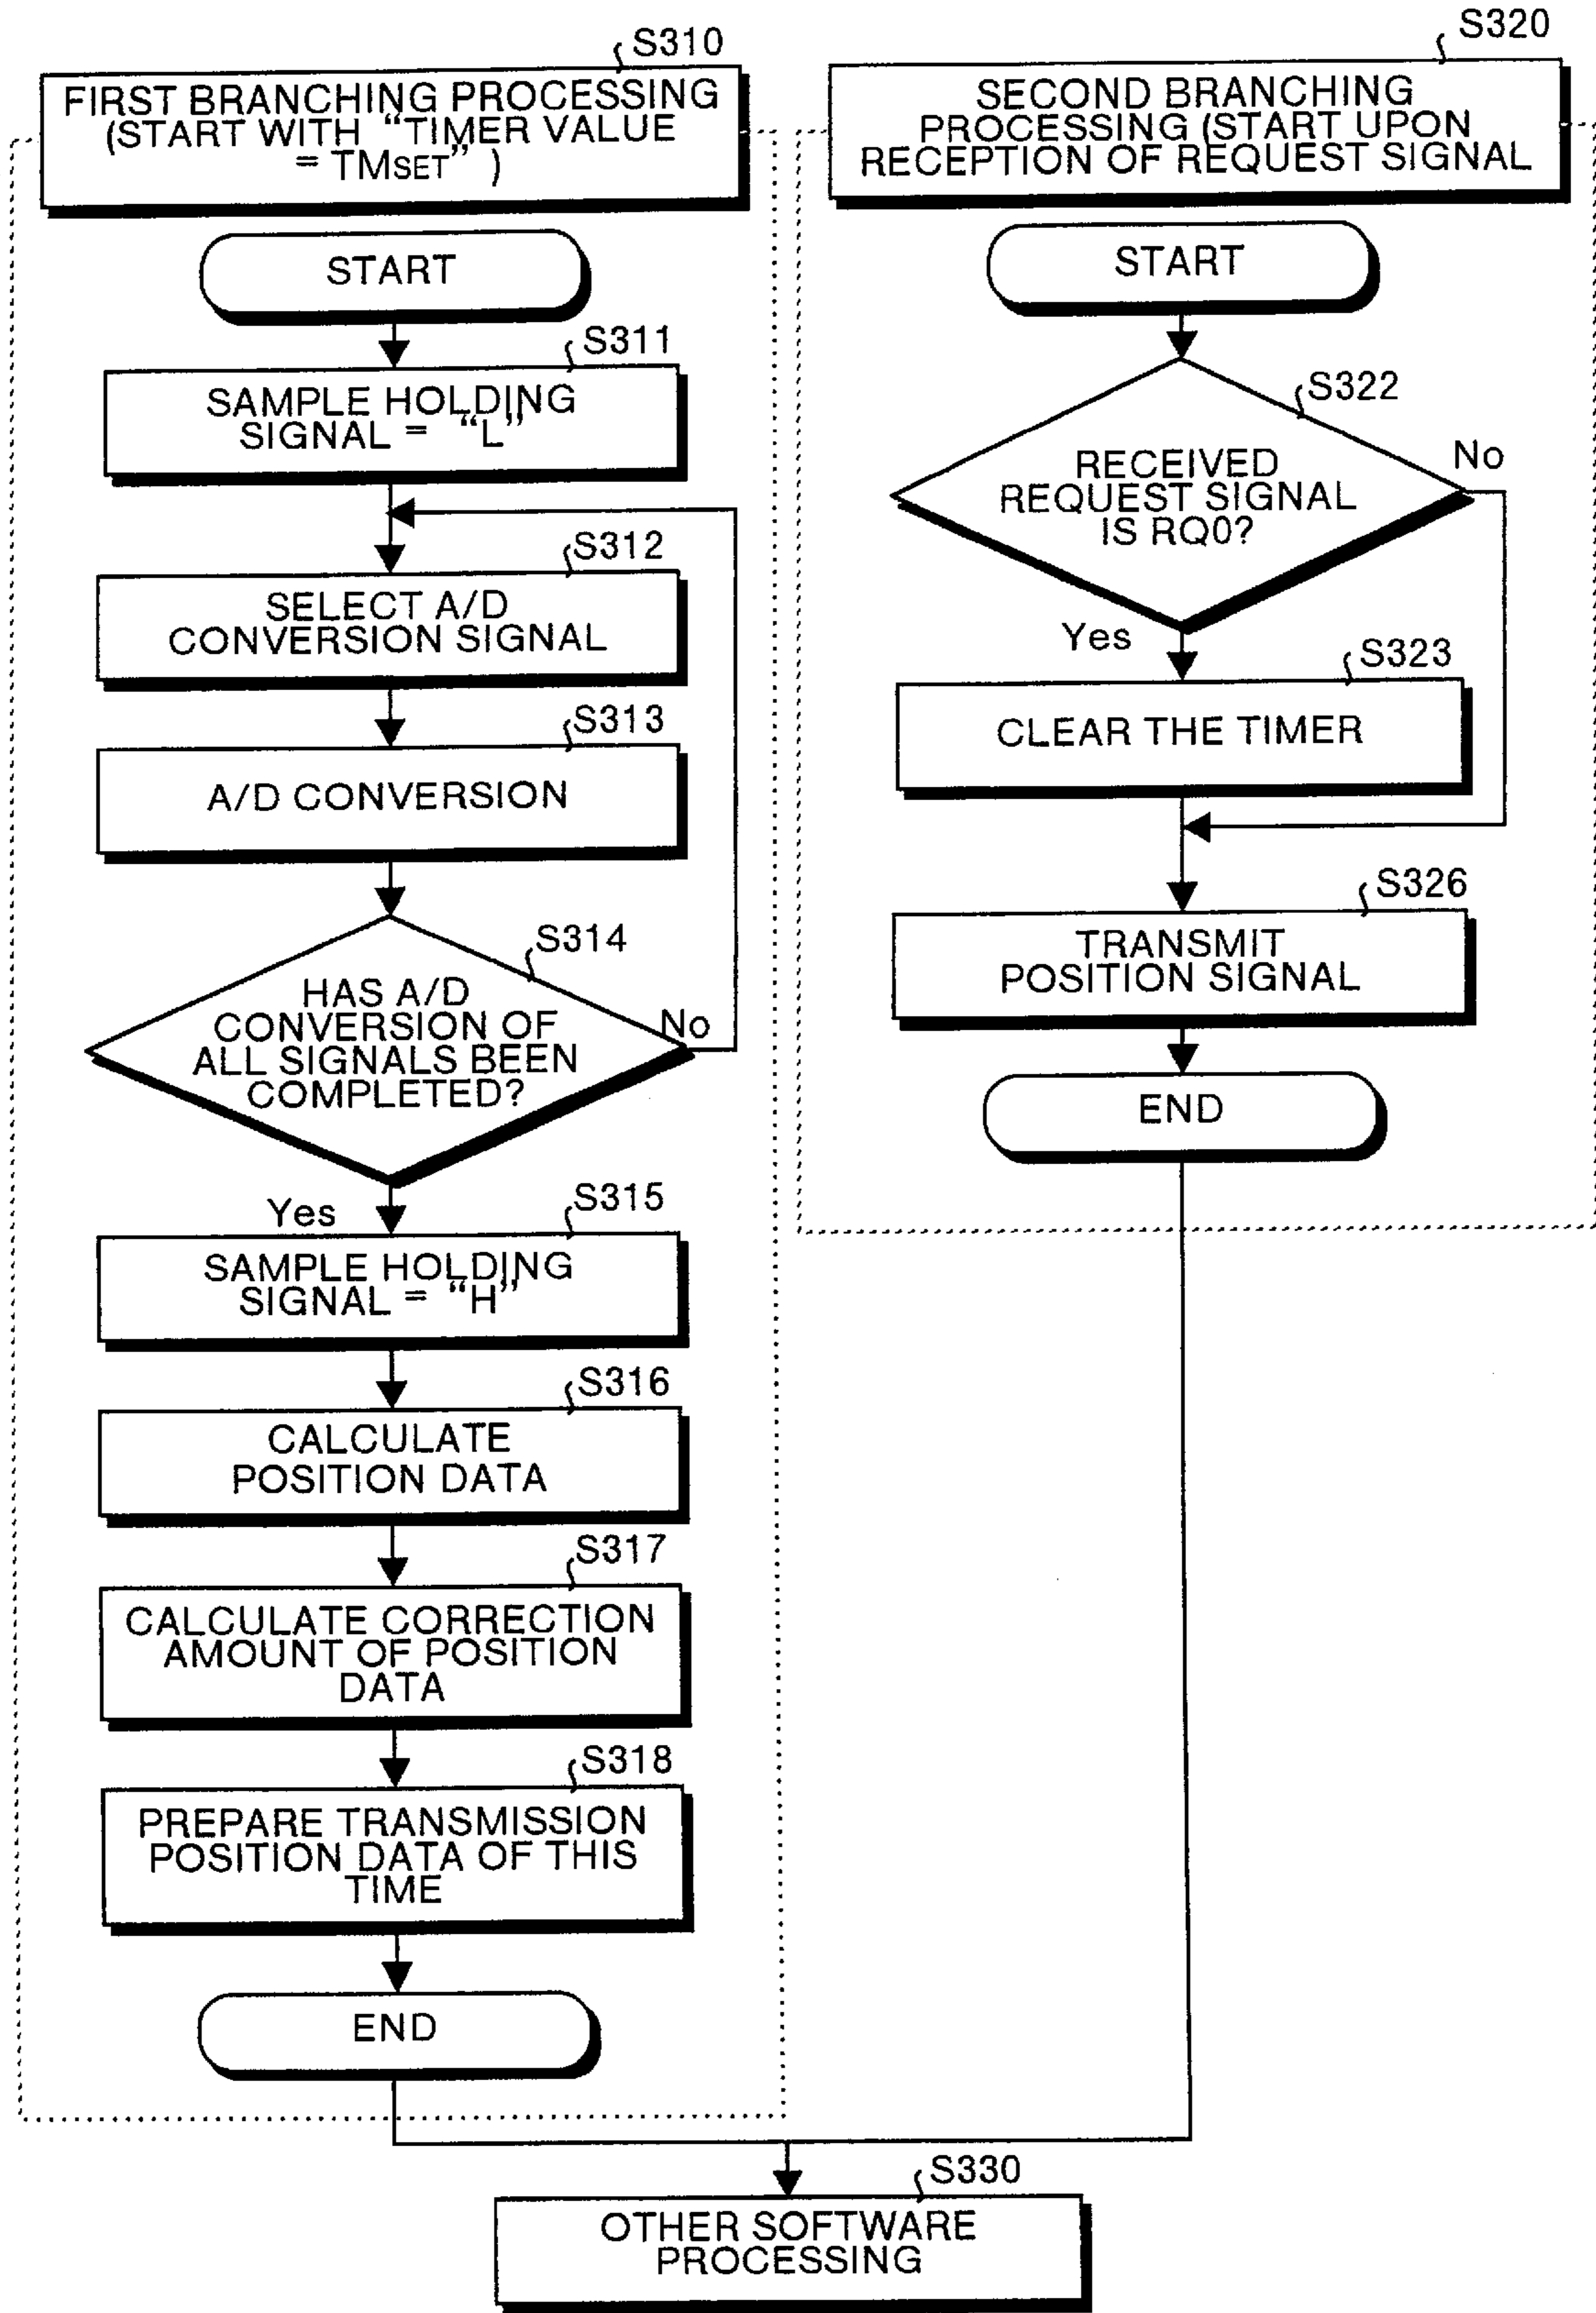 S310
FIRST BRANCHING PROCESSING
(START WITH “TIMER VALUE
= TMSET” )
START
S311
SAMPLE HOLDING
SIGNAL = “L”
S312
SELECT A/D
CONVERSION SIGNAL
S313
A/D CONVERSION
S314
HAS A/D
CONVERSION OF
ALL SIGNALS BEEN
COMPLETED?
No
Yes
S315
SAMPLE HOLDING
SIGNAL = “H”
S316
CALCULATE
POSITION DATA
S317
CALCULATE CORRECTION
AMOUNT OF POSITION
DATA
S318
PREPARE TRANSMISSION
POSITION DATA OF THIS
TIME
END
S320
SECOND BRANCHING
PROCESSING (START UPON
RECEPTION OF REQUEST SIGNAL
START
S322
RECEIVED
REQUEST SIGNAL
IS RQ0?
No
Yes
S323
CLEAR THE TIMER
S326
TRANSMIT
POSITION SIGNAL
END
S330
OTHER SOFTWARE
PROCESSING